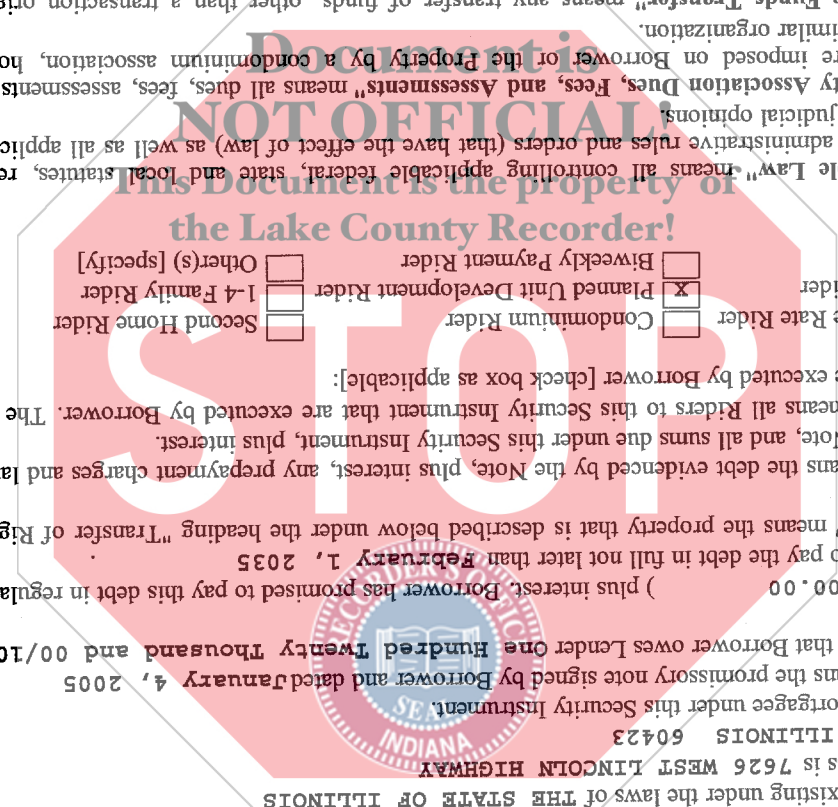 existing under the laws of THE STATE OF ILLINOIS
s is 7626 WEST LINCOLN HIGHWAY
ILLINOIS 60423
ortgagee under this Security Instrument.
ns the promissory note signed by Borrower and dated January 4, 2005
that Borrower owes Lender One Hundred Twenty Thousand and 00/10
00.00 ) plus interest. Borrower has promised to pay this debt in regula
o pay the debt in full not later than February 1, 2035 .
" means the property that is described below under the heading "Transfer of Rig
ans the debt evidenced by the Note, plus interest, any prepayment charges and la
Note, and all sums due under this Security Instrument, plus interest.
means all Riders to this Security Instrument that are executed by Borrower. The
e executed by Borrower [check box as applicable]:
e Rate Rider Condominium Rider Second Home Rider
ider X Planned Unit Development Rider 1-4 Family Rider
Biweekly Payment Rider Other(s) [specify]
le Law" means all controlling applicable federal, state and local statutes, re
administrative rules and orders (that have the effect of law) as well as all applic
judicial opinions.
ty Association Dues, Fees, and Assessments" means all dues, fees, assessments
re imposed on Borrower or the Property by a condominium association, ho
imilar organization.
Funds Transfer" means any transfer of funds, other than a transaction orig
Document is
NOT OFFICIAL!
This Document is the property of
the Lake County Recorder!
STOP
RECORDER'S OFFIC
SEAL
INDIANA